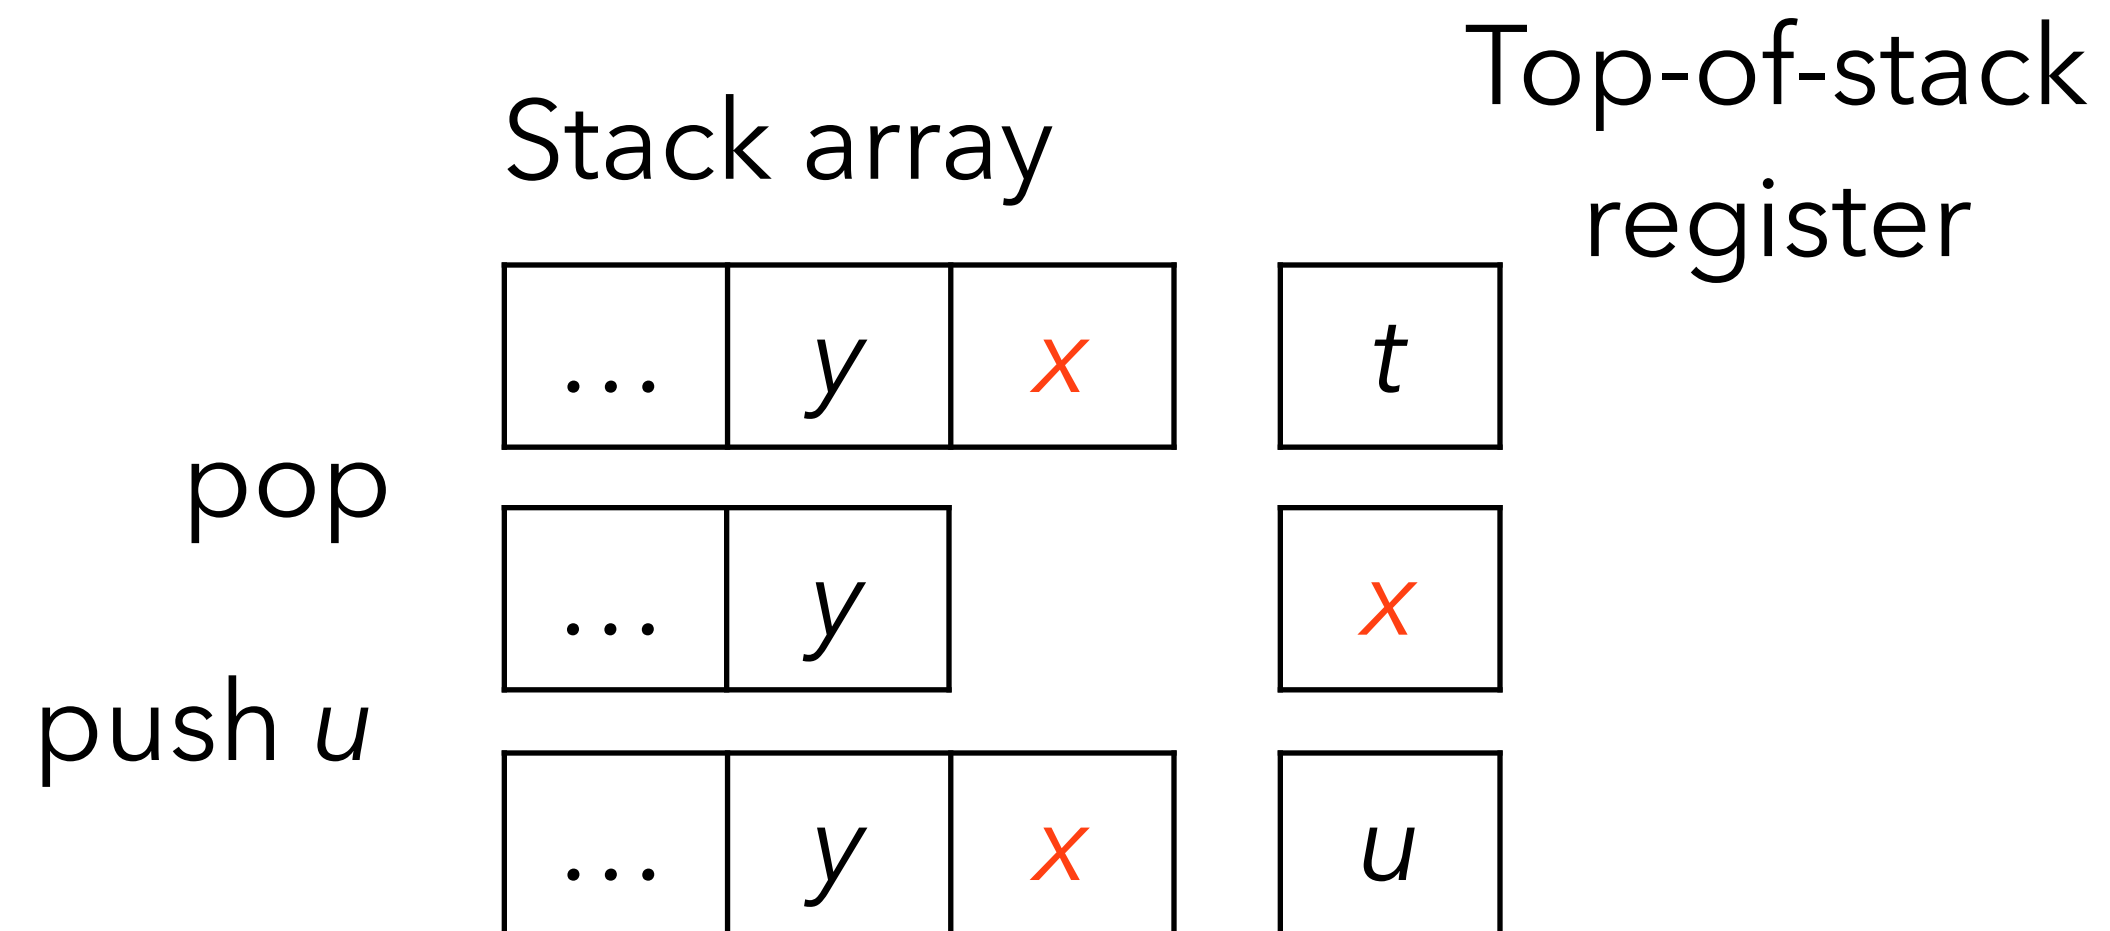 Top-of-stack
register
Stack array
… y x t
pop
… y x
push u
… y x u